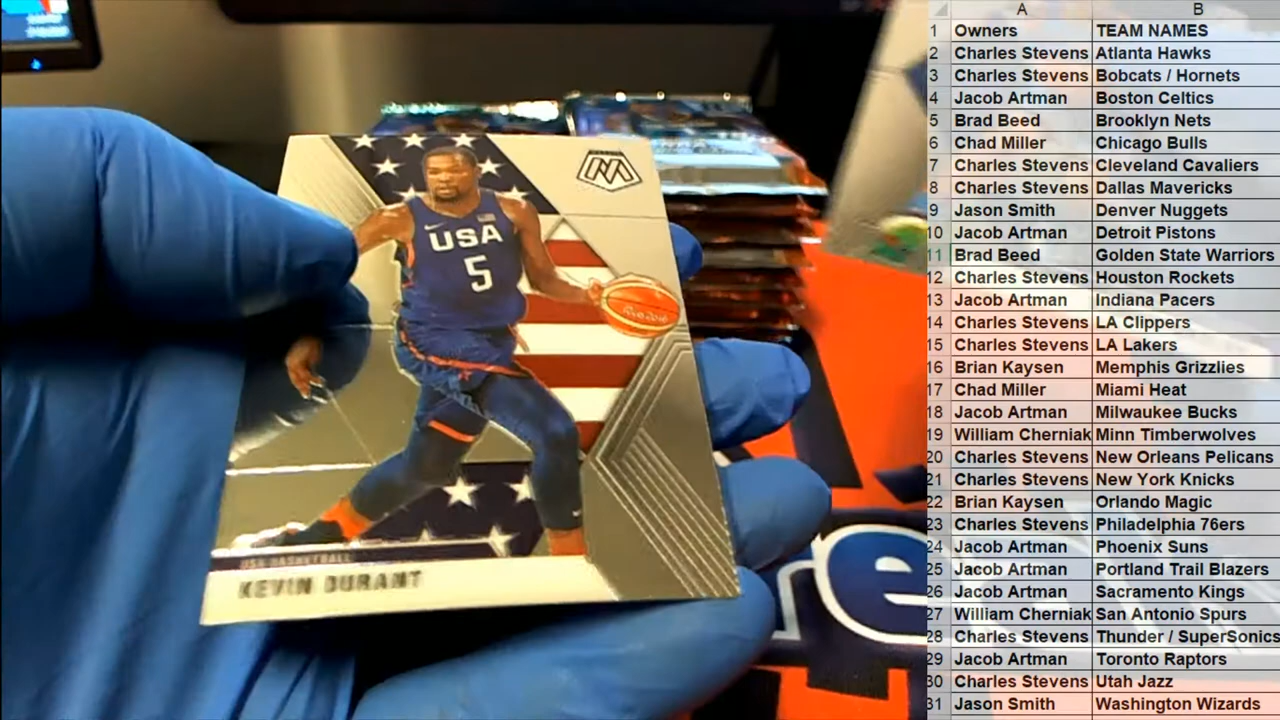 USA
5
Rio 2016
USA BASKETBALL
KEVIN DURANT
re
A B
1 Owners TEAM NAMES
2 Charles Stevens Atlanta Hawks
3 Charles Stevens Bobcats / Hornets
4 Jacob Artman Boston Celtics
5 Brad Beed Brooklyn Nets
6 Chad Miller Chicago Bulls
7 Charles Stevens Cleveland Cavaliers
8 Charles Stevens Dallas Mavericks
9 Jason Smith Denver Nuggets
10 Jacob Artman Detroit Pistons
11 Brad Beed Golden State Warriors
12 Charles Stevens Houston Rockets
13 Jacob Artman Indiana Pacers
14 Charles Stevens LA Clippers
15 Charles Stevens LA Lakers
16 Brian Kaysen Memphis Grizzlies
17 Chad Miller Miami Heat
18 Jacob Artman Milwaukee Bucks
19 William Cherniak Minn Timberwolves
20 Charles Stevens New Orleans Pelicans
21 Charles Stevens New York Knicks
22 Brian Kaysen Orlando Magic
23 Charles Stevens Philadelphia 76ers
24 Jacob Artman Phoenix Suns
25 Jacob Artman Portland Trail Blazers
26 Jacob Artman Sacramento Kings
27 William Cherniak San Antonio Spurs
28 Charles Stevens Thunder / SuperSonics
29 Jacob Artman Toronto Raptors
30 Charles Stevens Utah Jazz
31 Jason Smith Washington Wizards